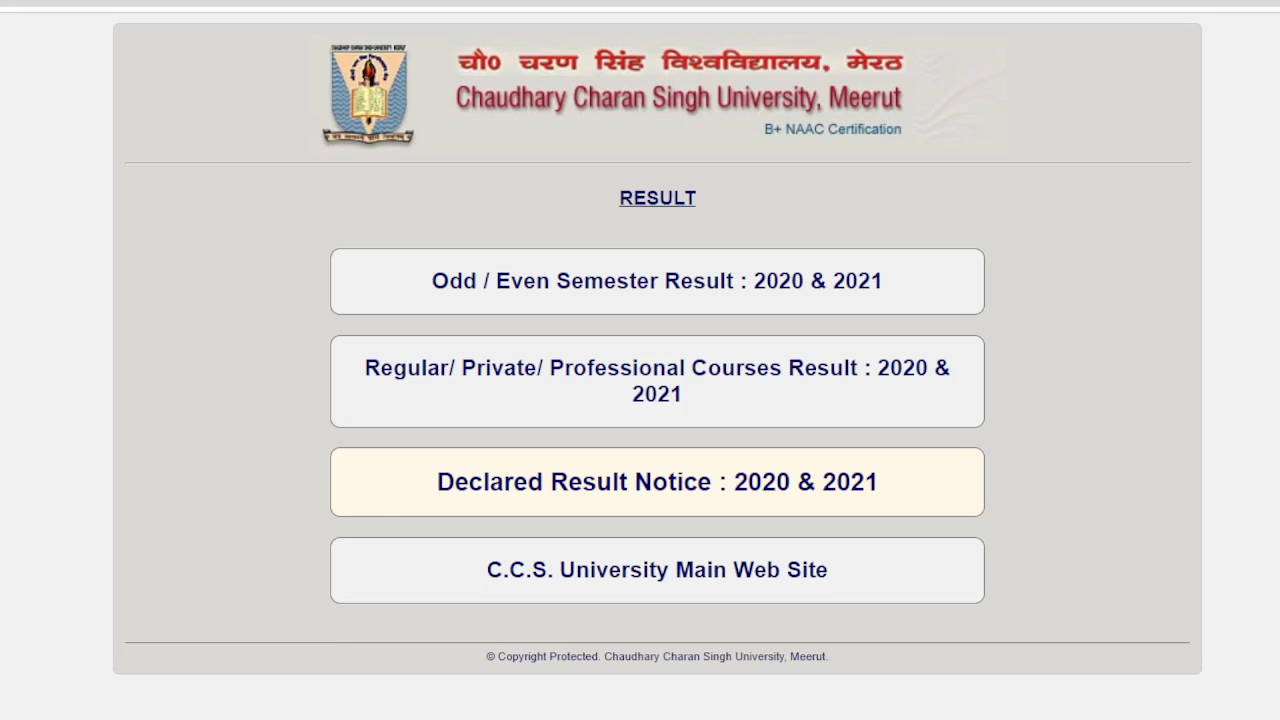 चौ0 चरण सिंह विश्वविद्यालय, मेरठ
Chaudhary Charan Singh University, Meerut
B+ NAAC Certification
RESULT
Odd / Even Semester Result : 2020 & 2021
Regular/ Private/ Professional Courses Result : 2020 &
2021
Declared Result Notice : 2020 & 2021
C.C.S. University Main Web Site
© Copyright Protected. Chaudhary Charan Singh University, Meerut.